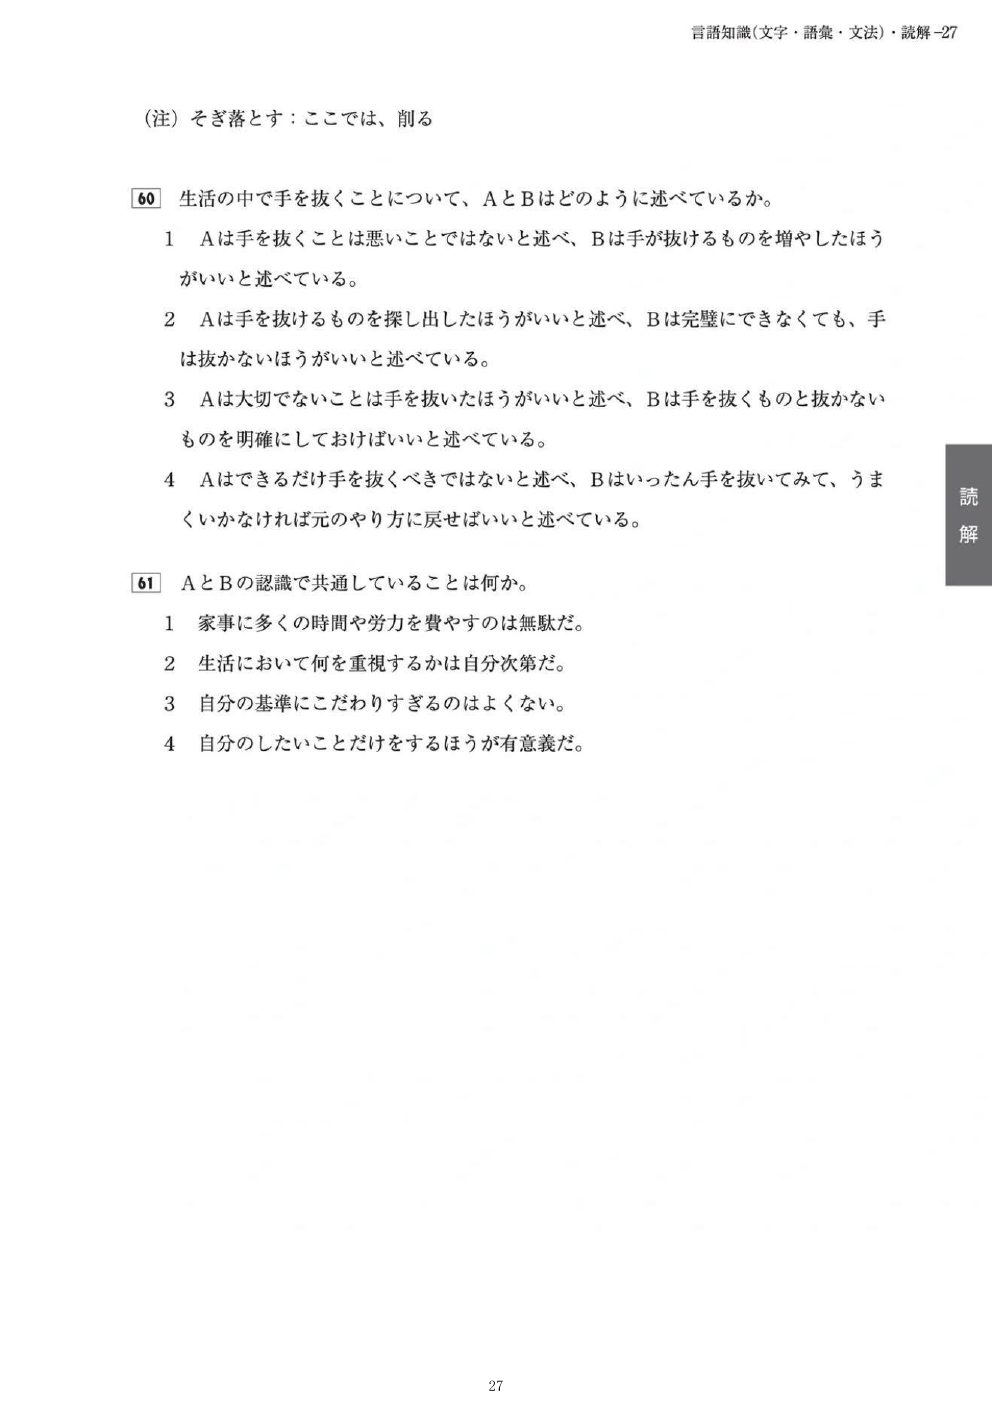 言語知識(文字・語彙・文法)・読解−27
(注) そぎ落とす：ここでは、削る
60 生活の中で手を抜くことについて、AとBはどのように述べているか。
1 Aは手を抜くことは悪いことではないと述べ、Bは手が抜けるものを増やしたほう
がいいと述べている。
2 Aは手を抜けるものを探し出したほうがいいと述べ、Bは完璧にできなくても、手
は抜かないほうがいいと述べている。
3 Aは大切でないことは手を抜いたほうがいいと述べ、Bは手を抜くものと抜かない
ものを明確にしておけばいいと述べている。
4 Aはできるだけ手を抜くべきではないと述べ、Bはいったん手を抜いてみて、うま
くいかなければ元のやり方に戻せばいいと述べている。
読
解
61 AとBの認識で共通していることは何か。
1 家事に多くの時間や労力を費やすのは無駄だ。
2 生活において何を重視するかは自分次第だ。
3 自分の基準にこだわりすぎるのはよくない。
4 自分のしたいことだけをするほうが有意義だ。
27